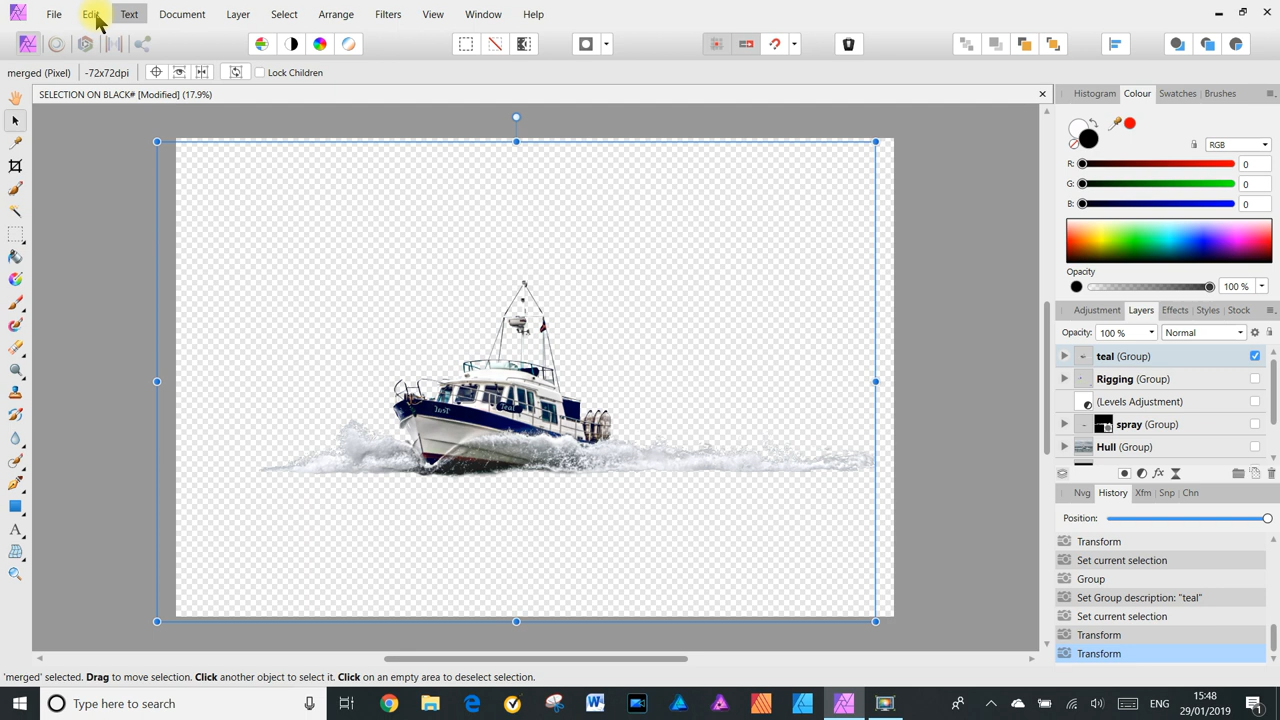 File Edit Text Document Layer Select Arrange Filters View Window Help
merged (Pixel) -72x72dpi Lock Children
SELECTION ON BLACK# [Modified] (17.9%)
Histogram Colour Swatches Brushes
RGB
R: 0
G: 0
B: 0
Opacity
100 %
Adjustment Layers Effects Styles Stock
Opacity: 100 % Normal
teal (Group)
Rigging (Group)
(Levels Adjustment)
spray (Group)
Hull (Group)
Nvg History Xfm Snp Chn
Position:
Transform
Set current selection
Group
Set Group description: "teal"
Set current selection
Transform
Transform
Teal
'merged' selected. Drag to move selection. Click another object to select it. Click on an empty area to deselect selection.
Type here to search
ENG
15:48
29/01/2019